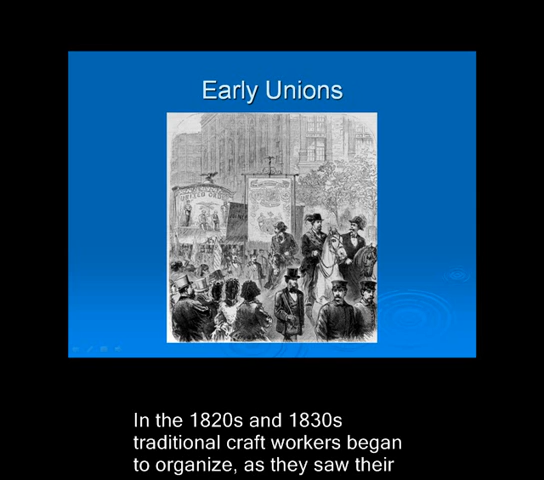 Early Unions
In the 1820s and 1830s
traditional craft workers began
to organize, as they saw their